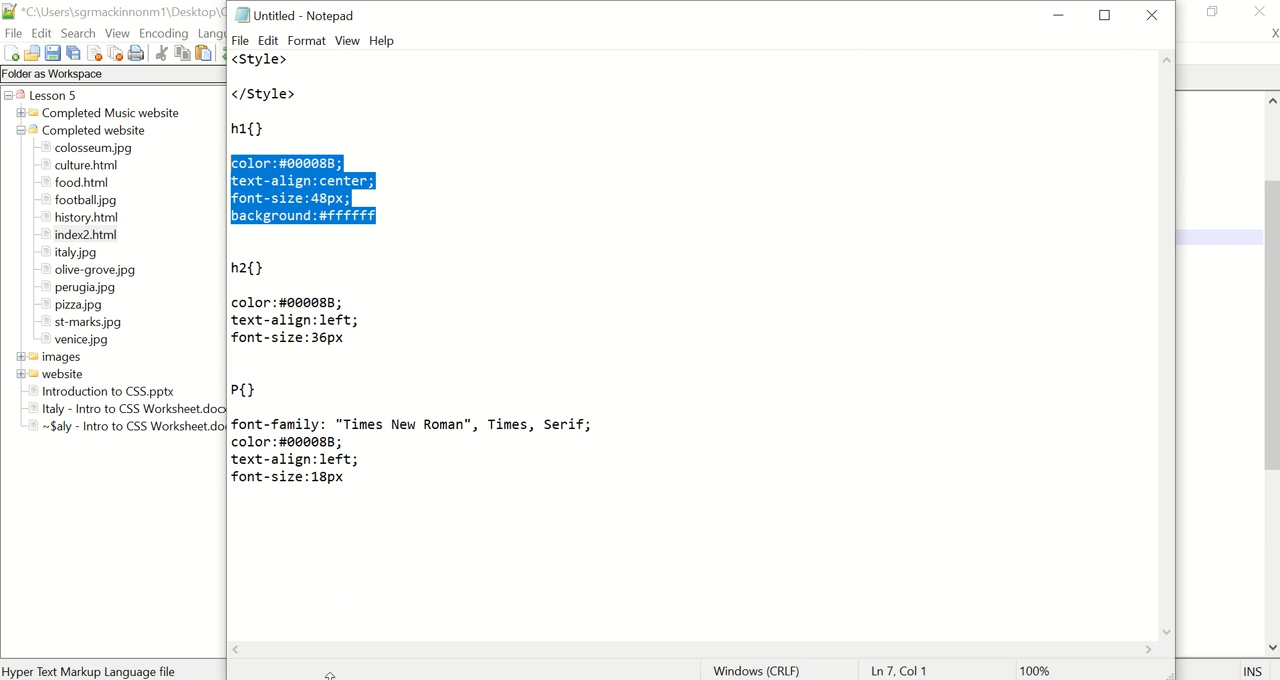 *C:\Users\sgrmackinnonm1\Desktop\
Untitled - Notepad
File Edit Search View Encoding Langu
X
File Edit Format View Help
Folder as Workspace
Lesson 5
Completed Music website
Completed website
colosseum.jpg
culture.html
food.html
football.jpg
history.html
index2.html
italy.jpg
olive-grove.jpg
perugia.jpg
pizza.jpg
st-marks.jpg
venice.jpg
images
website
Introduction to CSS.pptx
Italy - Intro to CSS Worksheet.doc
~$aly - Intro to CSS Worksheet.do
<Style>
</Style>
h1{}
color:#00008B;
text-align:center;
font-size:48px;
background:#ffffff
h2{}
color:#00008B;
text-align:left;
font-size:36px
P{}
font-family: "Times New Roman", Times, Serif;
color:#00008B;
text-align:left;
font-size:18px
Hyper Text Markup Language file
Windows (CRLF)
Ln 7, Col 1
100%
INS